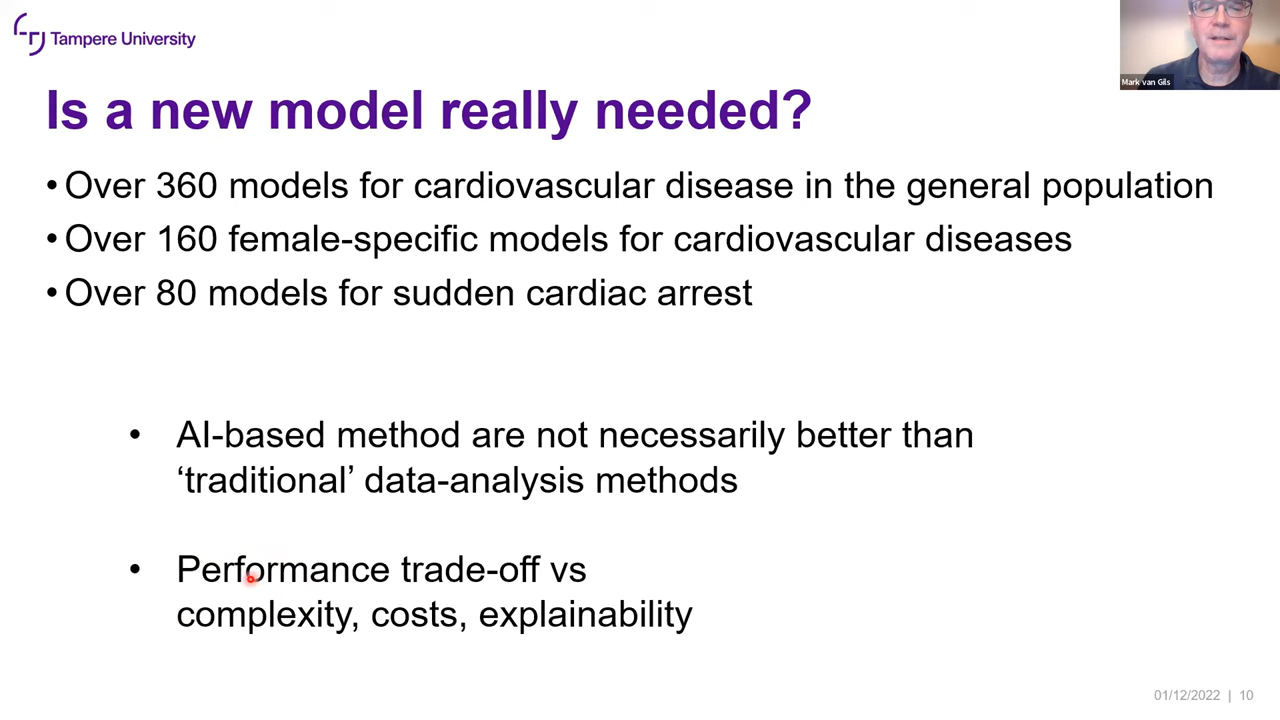 Tampere University
Mark van Gils
Is a new model really needed?
•Over 360 models for cardiovascular disease in the general population
•Over 160 female-specific models for cardiovascular diseases
•Over 80 models for sudden cardiac arrest
• AI-based method are not necessarily better than
‘traditional’ data-analysis methods
• Performance trade-off vs
complexity, costs, explainability
01/12/2022 | 10